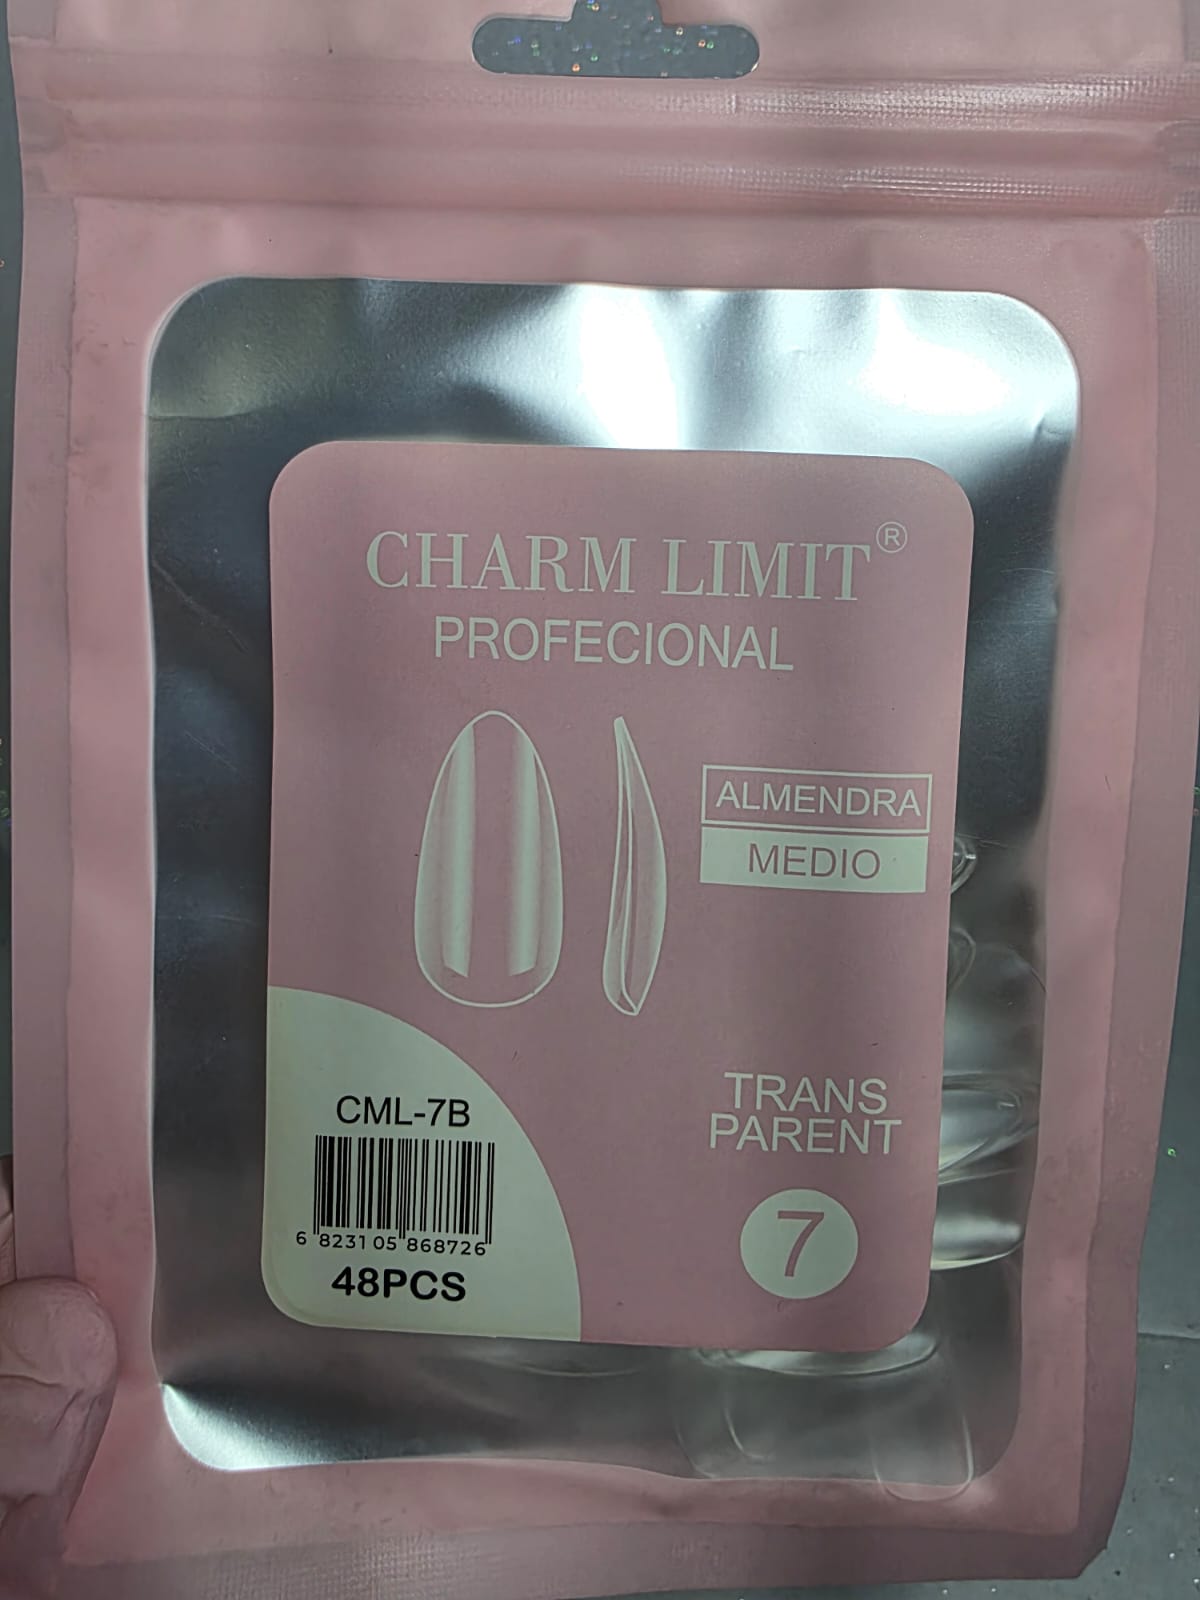 CHARM LIMIT®
PROFECIONAL
ALMENDRA
MEDIO
TRANS
PARENT
7
CML-7B
6 823105 868726
48PCS